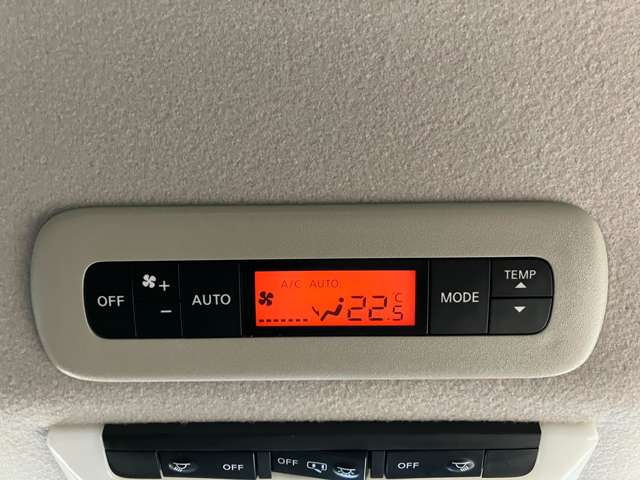 OFF + - AUTO A/C AUTO 22.5 °C MODE TEMP
OFF OFF OFF